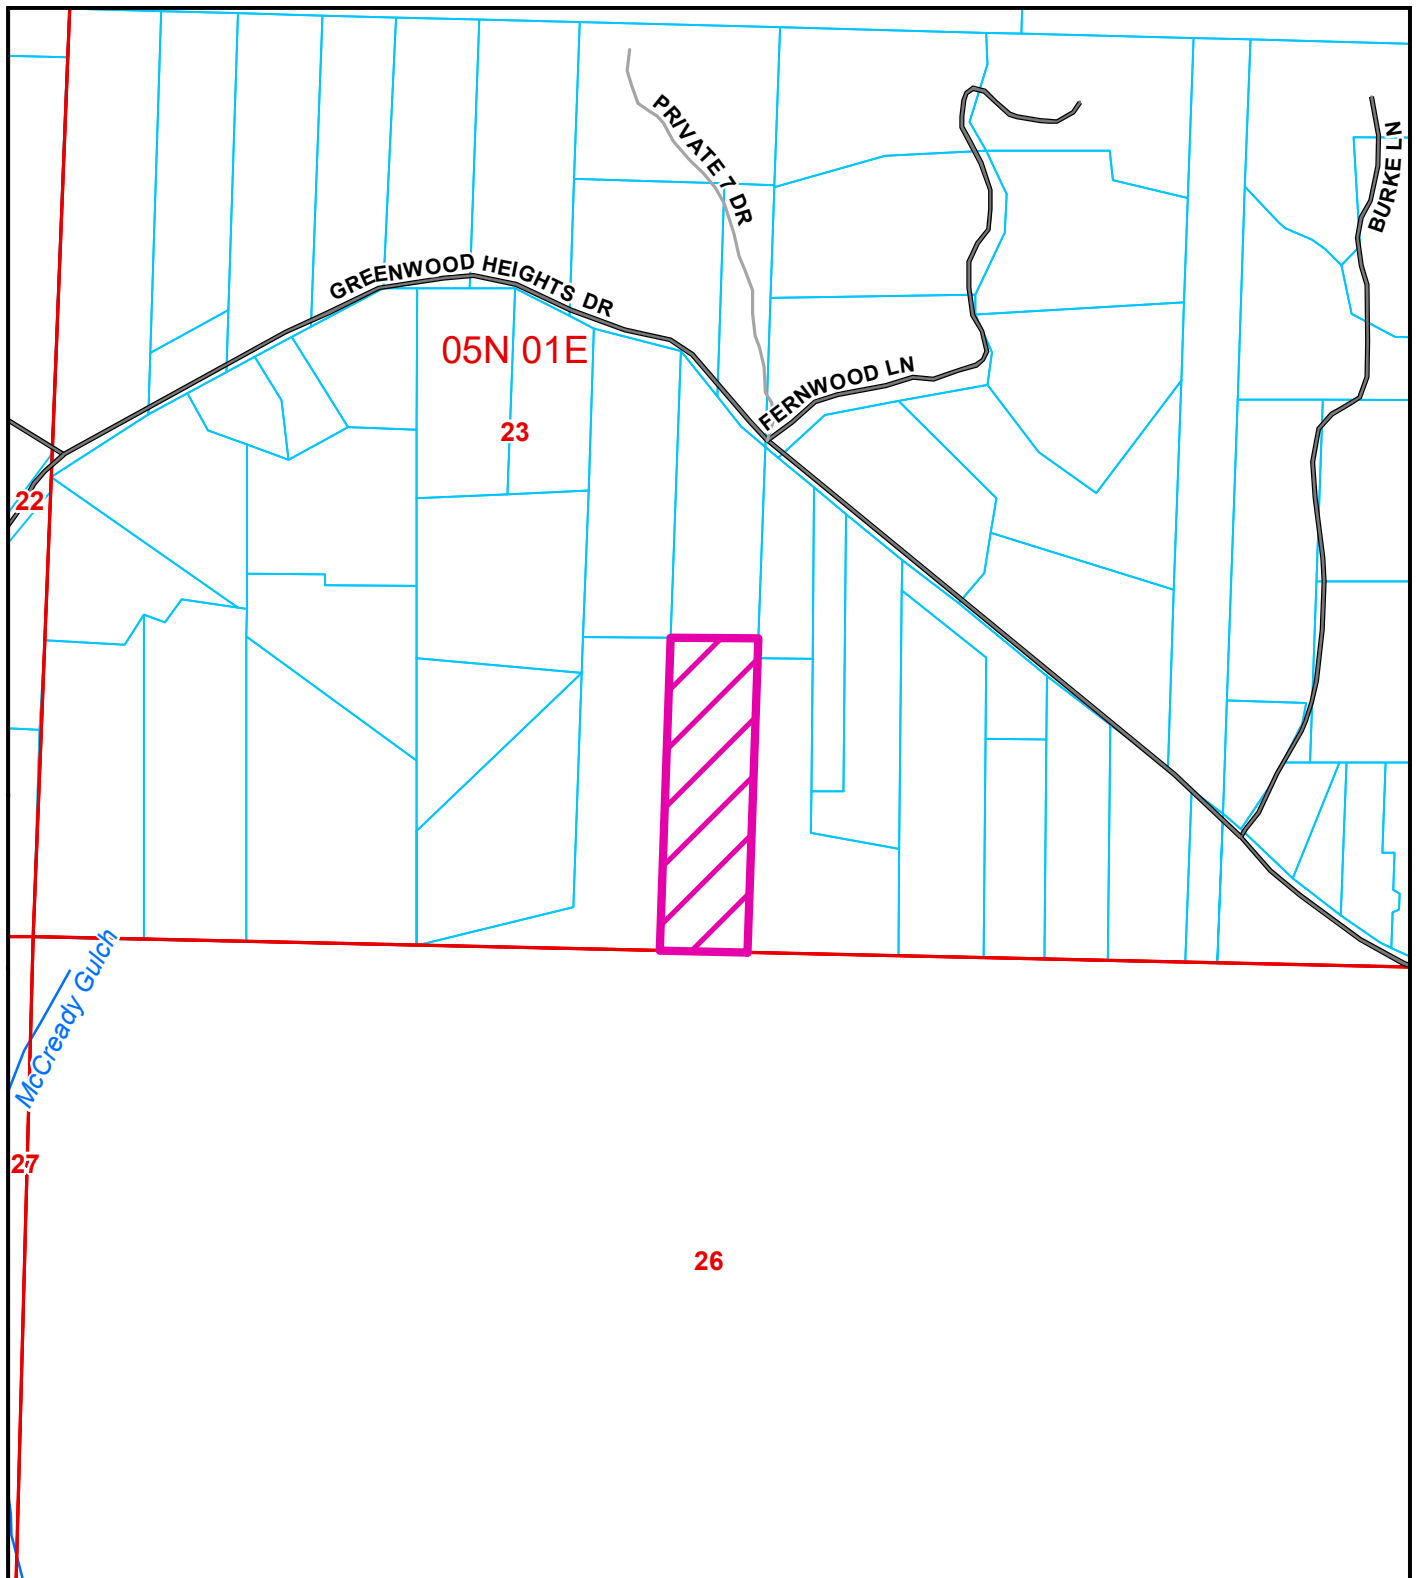 PRIVATE 7 DR
BURKE LN
GREENWOOD HEIGHTS DR
05N 01E
FERNWOOD LN
23
22
McCready Gulch
27
26